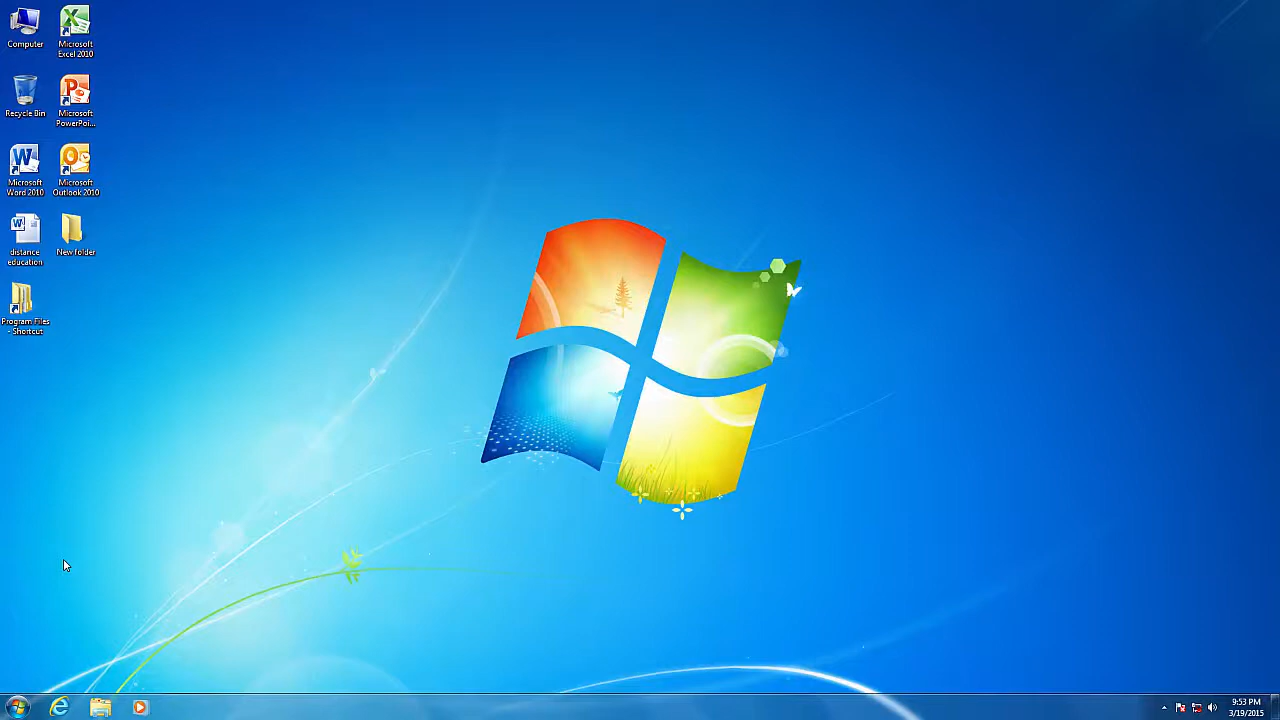 Computer
Microsoft
Excel 2010
Recycle Bin
Microsoft
PowerPoi...
Microsoft
Word 2010
Microsoft
Outlook 2010
distance
education
New folder
Program Files
- Shortcut
9:53 PM
3/19/2015